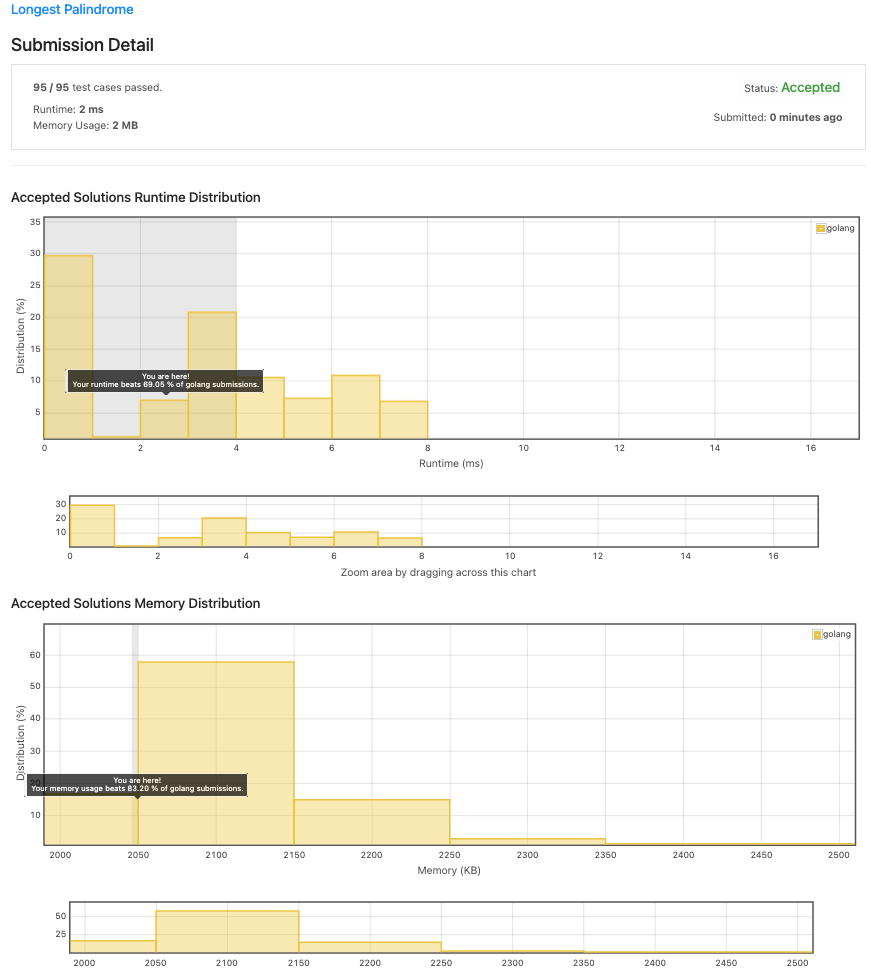 Longest Palindrome
Submission Detail
95 / 95 test cases passed.
Status: Accepted
Runtime: 2 ms
Memory Usage: 2 MB
Submitted: 0 minutes ago
Accepted Solutions Runtime Distribution
golang
35
30
25
20
15
10
5
Distribution (%)
You are here!
Your runtime beats 69.05 % of golang submissions.
0 2 4 6 8 10 12 14 16
Runtime (ms)
30
20
10
0 2 4 6 8 10 12 14 16
Zoom area by dragging across this chart
Accepted Solutions Memory Distribution
golang
60
50
40
30
20
10
Distribution (%)
You are here!
Your memory usage beats 83.20 % of golang submissions.
2000 2050 2100 2150 2200 2250 2300 2350 2400 2450 2500
Memory (KB)
50
25
2000 2050 2100 2150 2200 2250 2300 2350 2400 2450 2500